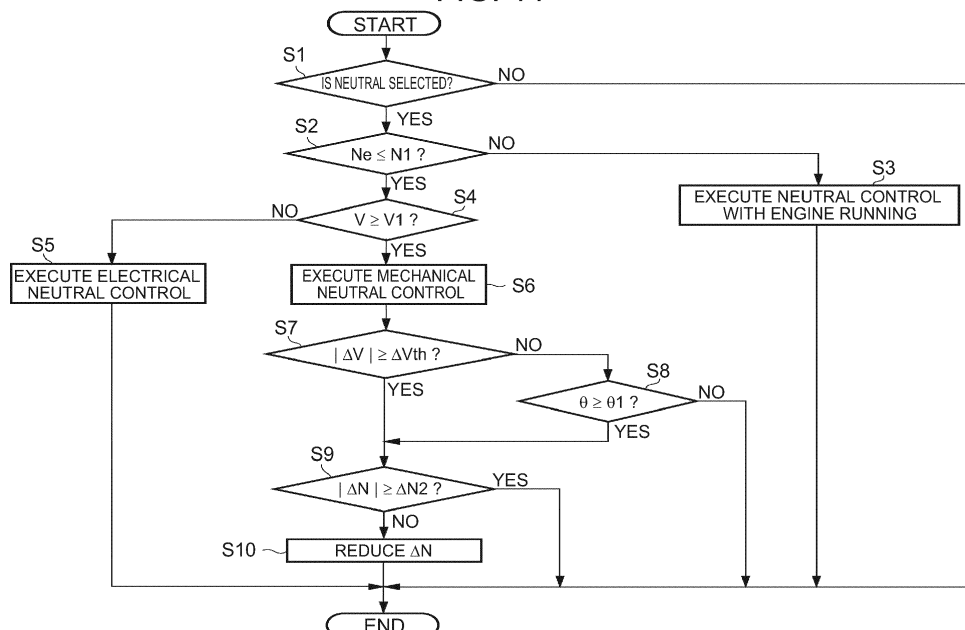 START
S1
IS NEUTRAL SELECTED?
NO
YES
S2
Ne ≤ N1 ?
NO
YES
S3
EXECUTE NEUTRAL CONTROL
WITH ENGINE RUNNING
S4
V ≥ V1 ?
NO
YES
S5
EXECUTE ELECTRICAL
NEUTRAL CONTROL
EXECUTE MECHANICAL
NEUTRAL CONTROL
S6
S7
| ΔV | ≥ ΔVth ?
NO
YES
S8
θ ≥ θ1 ?
NO
YES
S9
| ΔN | ≥ ΔN2 ?
YES
NO
S10
REDUCE ΔN
END